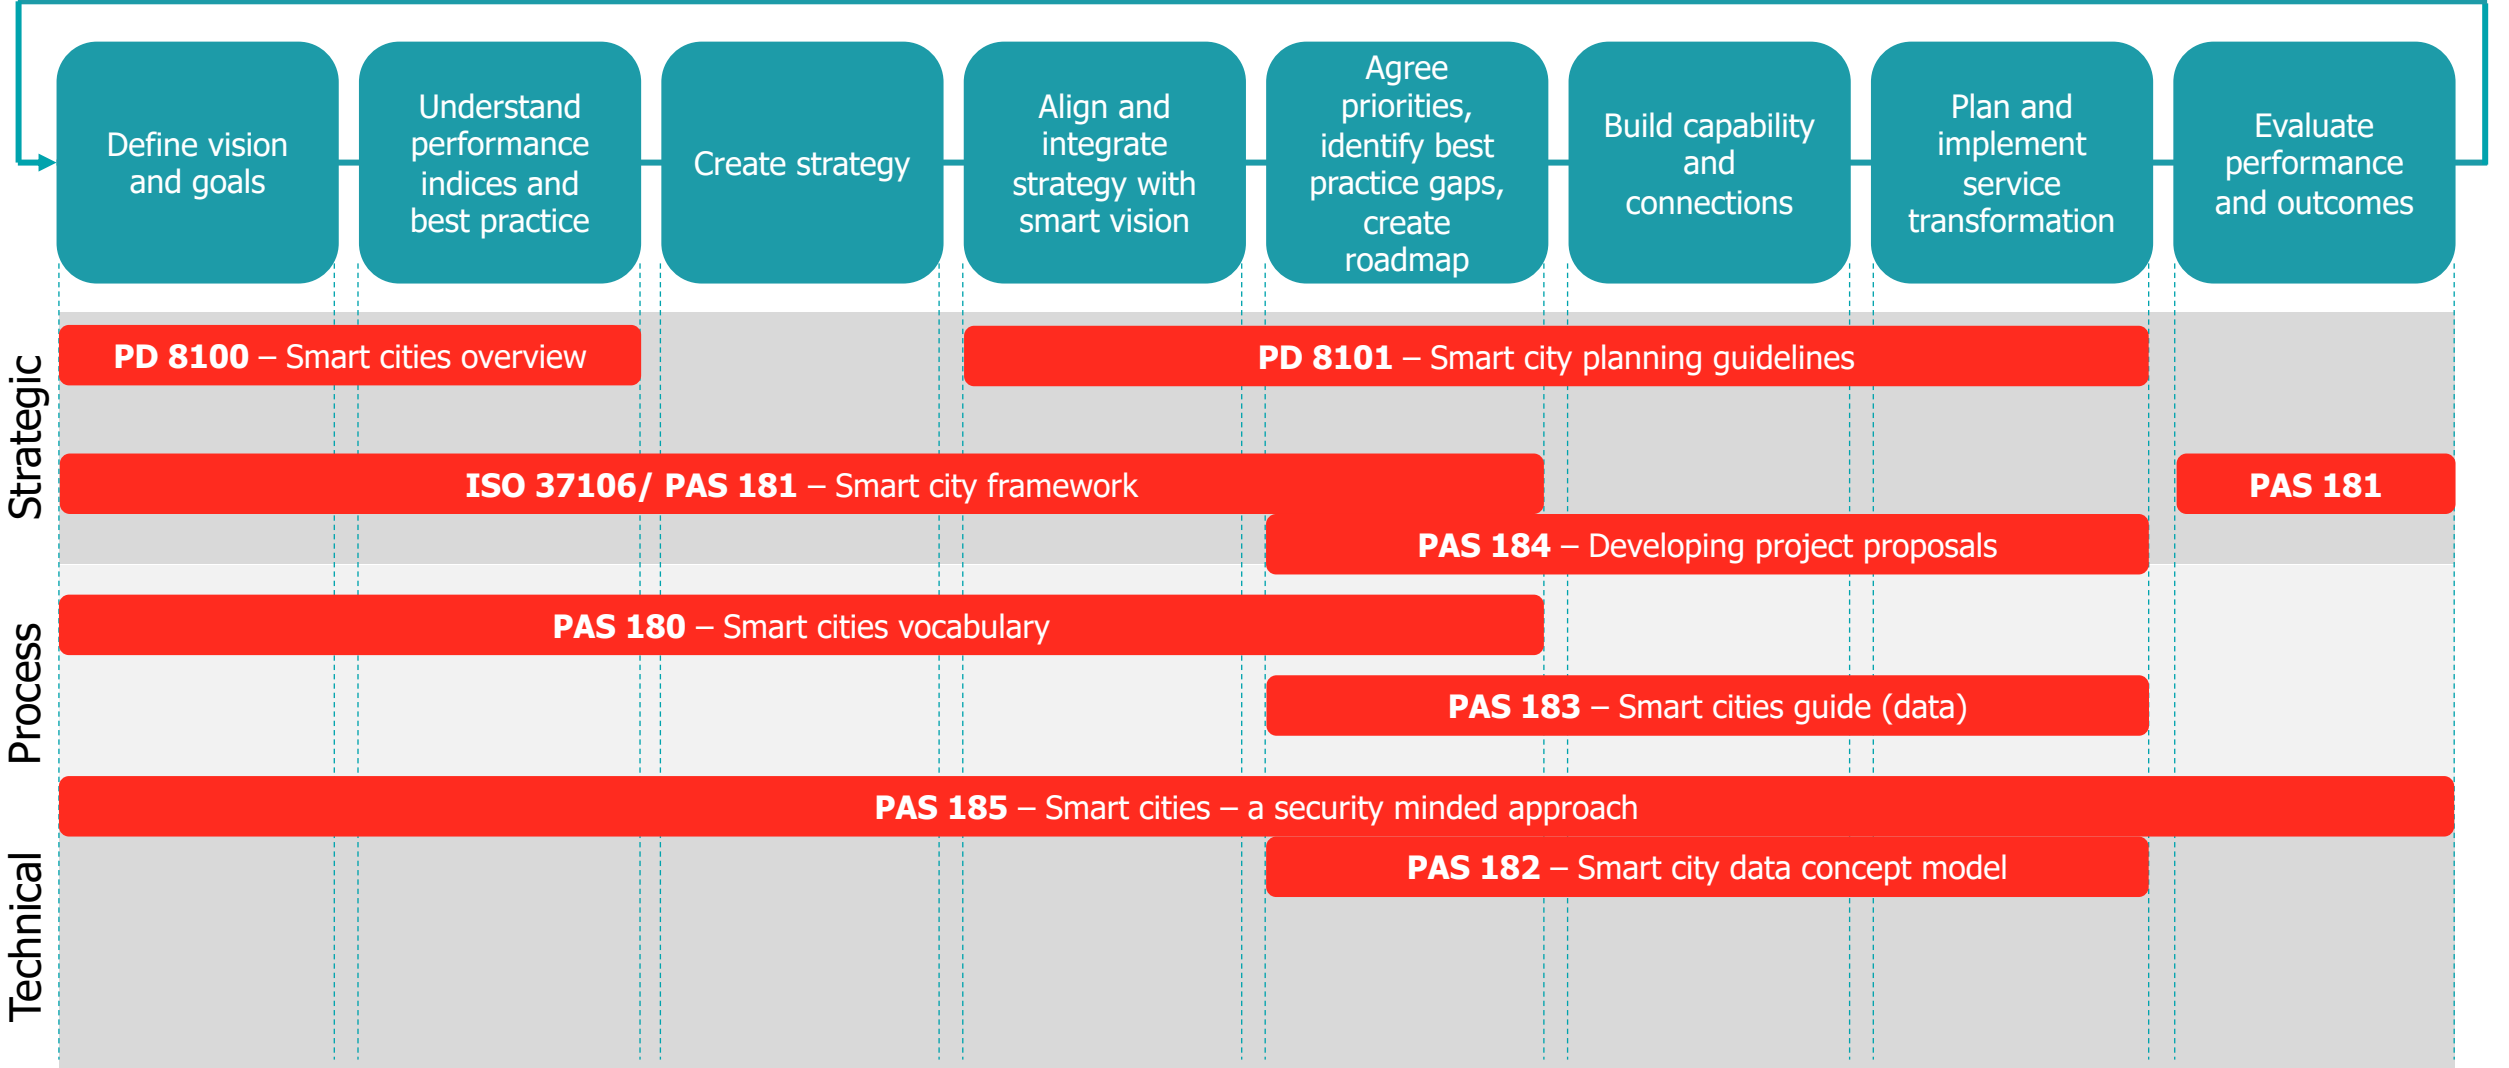 Define vision
and goals
Understand
performance
indices and
best practice
Create strategy
Align and
integrate
strategy with
smart vision
Agree
priorities,
identify best
practice gaps,
create
roadmap
Build capability
and
connections
Plan and
implement
service
transformation
Evaluate
performance
and outcomes
Strategic
PD 8100 – Smart cities overview
PD 8101 – Smart city planning guidelines
ISO 37106/ PAS 181 – Smart city framework
PAS 181
PAS 184 – Developing project proposals
Process
PAS 180 – Smart cities vocabulary
PAS 183 – Smart cities guide (data)
PAS 185 – Smart cities – a security minded approach
Technical
PAS 182 – Smart city data concept model